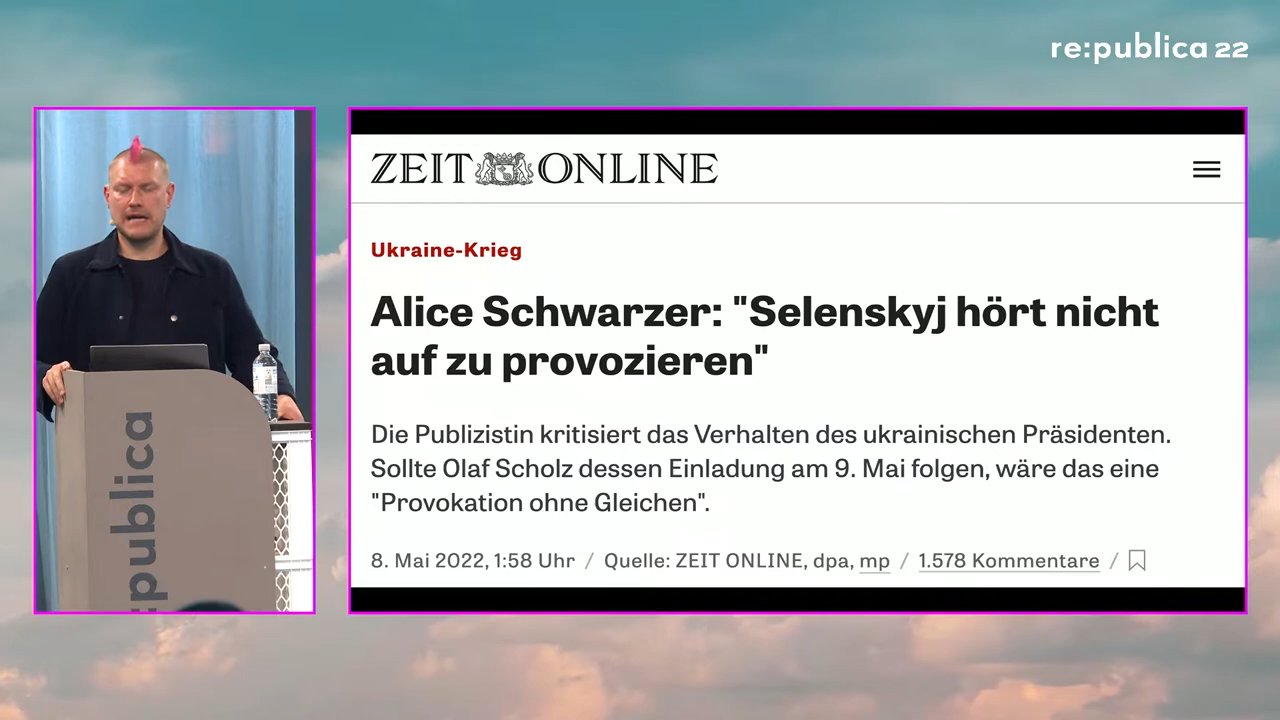 re:publica 22
ZEIT ONLINE
Ukraine-Krieg
Alice Schwarzer: "Selenskyj hört nicht
auf zu provozieren"
Die Publizistin kritisiert das Verhalten des ukrainischen Präsidenten.
Sollte Olaf Scholz dessen Einladung am 9. Mai folgen, wäre das eine
"Provokation ohne Gleichen".
8. Mai 2022, 1:58 Uhr / Quelle: ZEIT ONLINE, dpa, mp / 1.578 Kommentare /
:publica